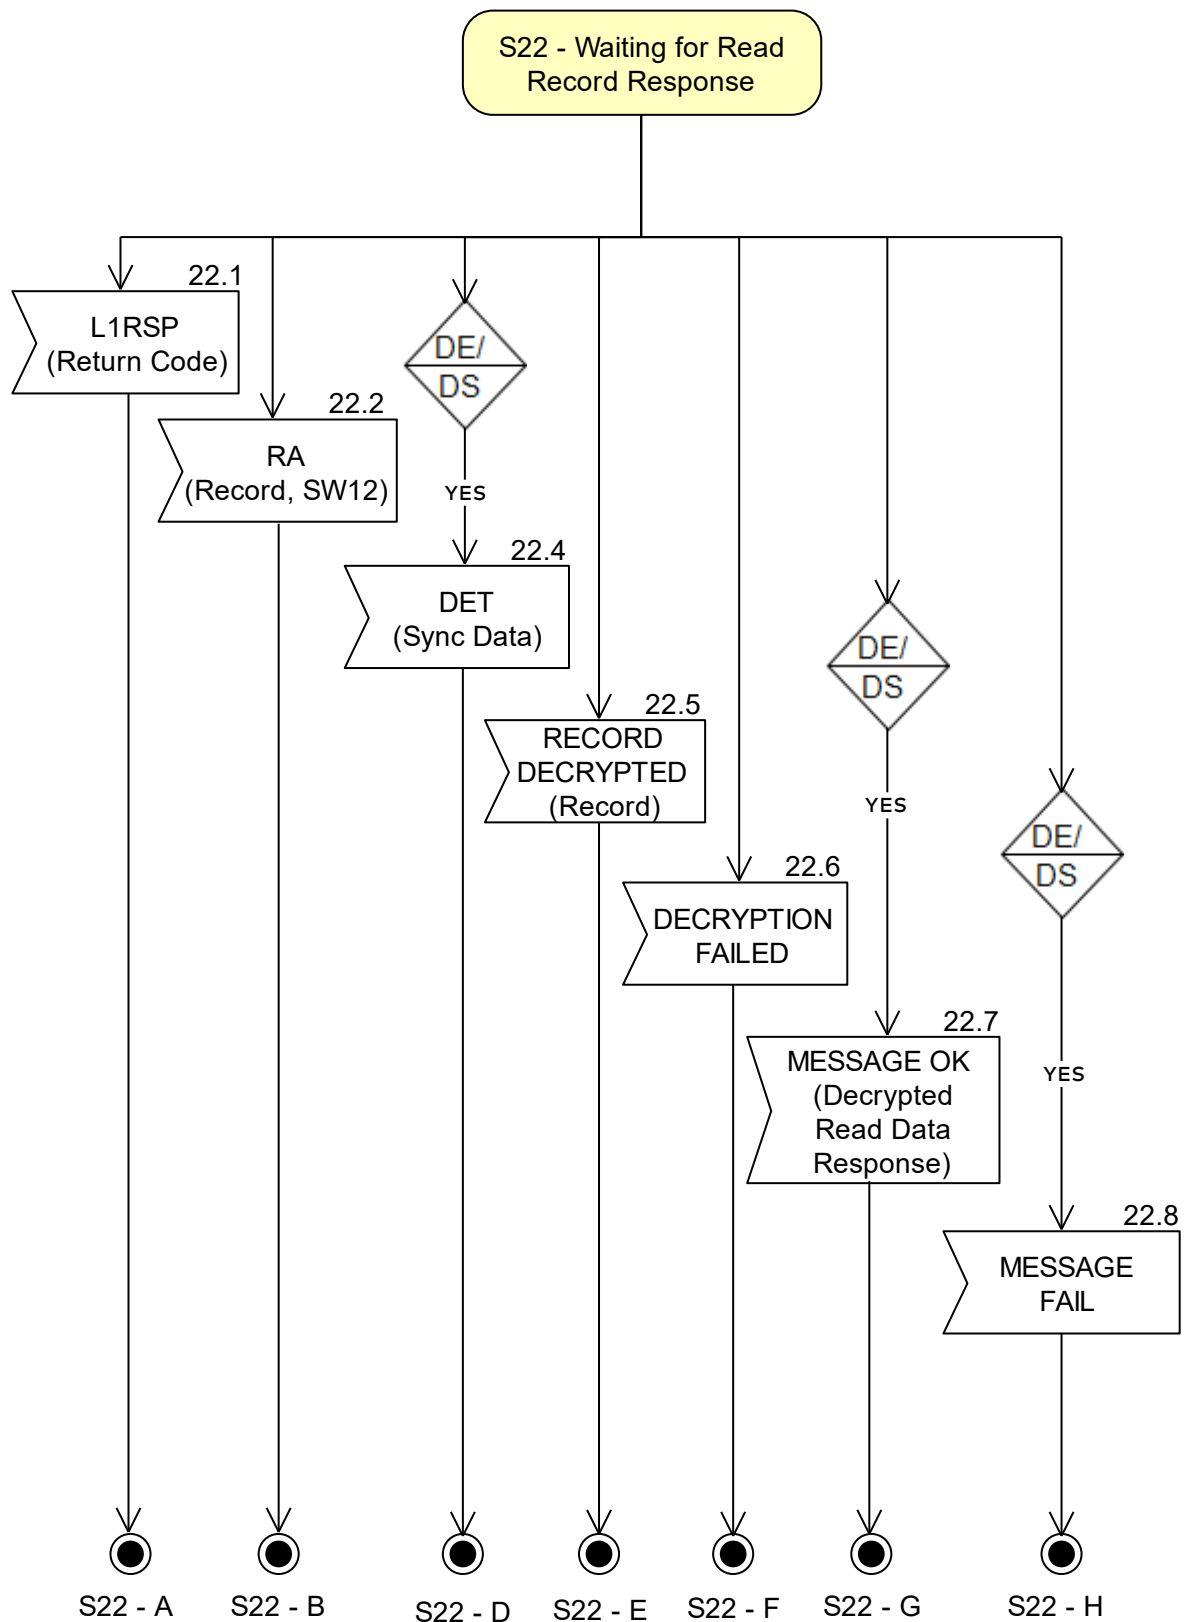 S22 - Waiting for Read
Record Response
22.1
L1RSP
(Return Code)
22.2
RA
(Record, SW12)
DE/
DS
YES
22.4
DET
(Sync Data)
22.5
RECORD
DECRYPTED
(Record)
22.6
DECRYPTION
FAILED
DE/
DS
YES
22.7
MESSAGE OK
(Decrypted
Read Data
Response)
DE/
DS
YES
22.8
MESSAGE
FAIL
S22 - A
S22 - B
S22 - D
S22 - E
S22 - F
S22 - G
S22 - H